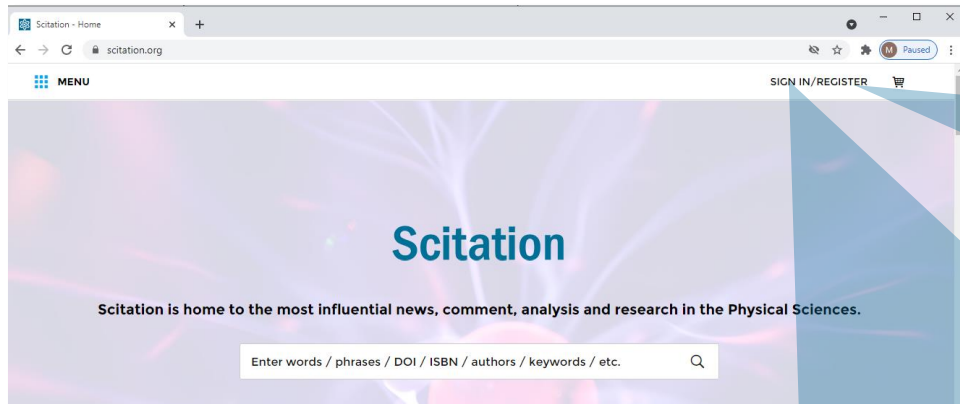 Scitation - Home
scitation.org
M Paused
MENU
SIGN IN/REGISTER
Scitation
Scitation is home to the most influential news, comment, analysis and research in the Physical Sciences.
Enter words / phrases / DOI / ISBN / authors / keywords / etc.